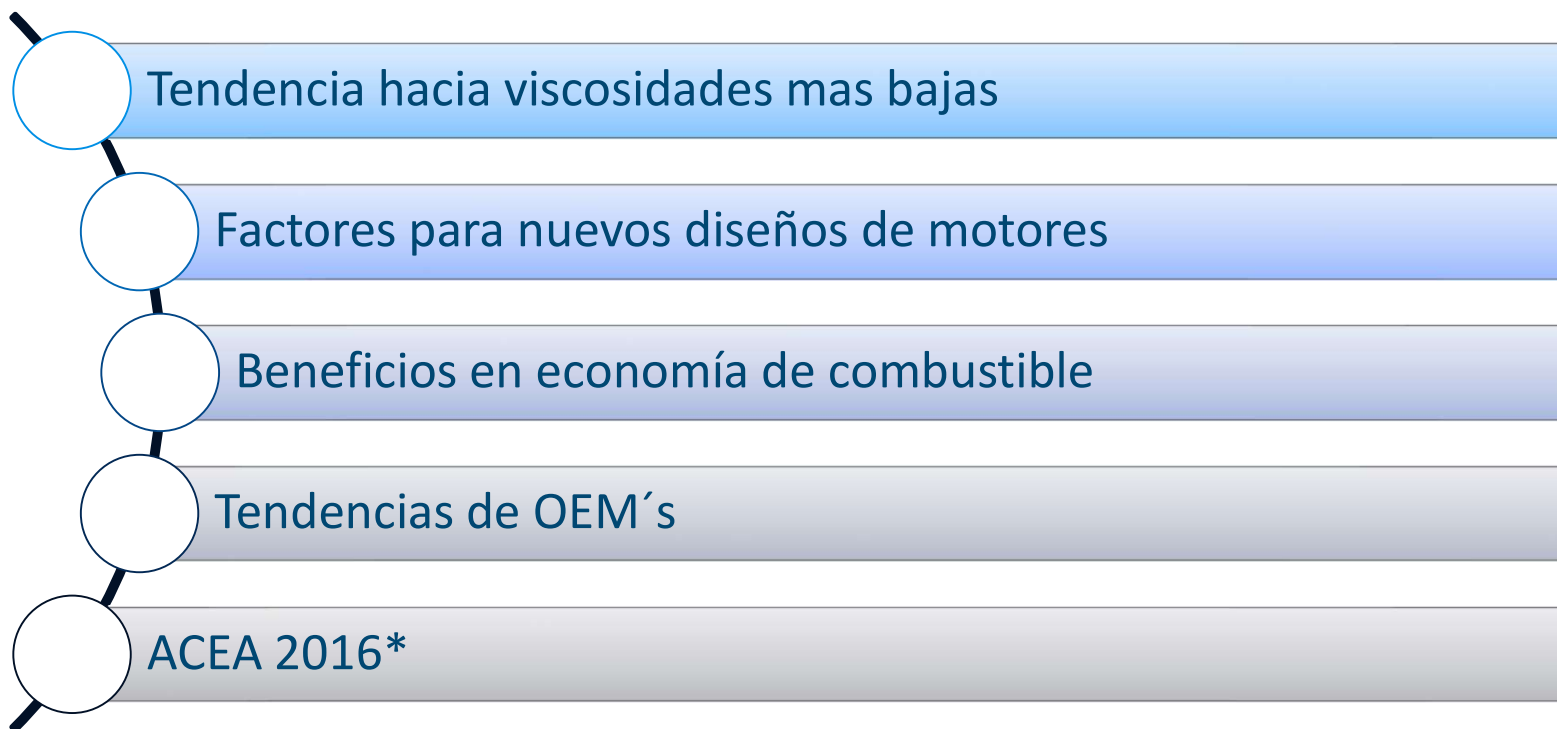 Tendencia hacia viscosidades mas bajas
Factores para nuevos diseños de motores
Beneficios en economía de combustible
Tendencias de OEM´s
ACEA 2016*